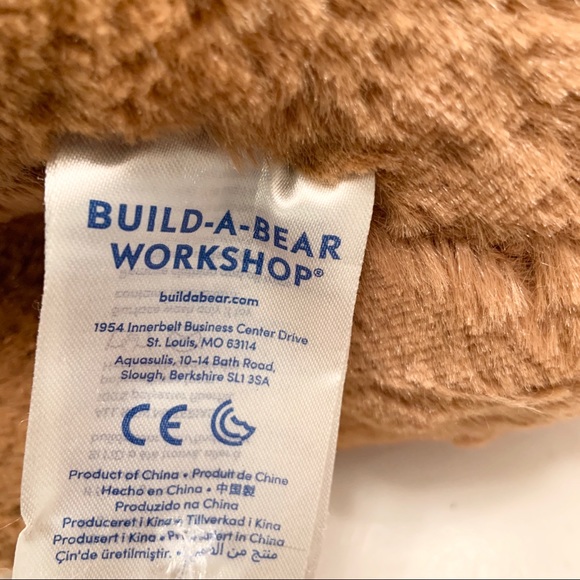 BUILD-A-BEAR
WORKSHOP®
buildabear.com
1954 Innerbelt Business Center Drive
St. Louis, MO 63114
Aquasulis, 10-14 Bath Road,
Slough, Berkshire SL1 3SA
CE
Product of China • Produit de Chine
Hecho en China • 中国製
Produzido na China
Produceret i Kina • Tillverkad i Kina
Produsert i Kina • in China
Çin'de üretilmiştir. منتج من